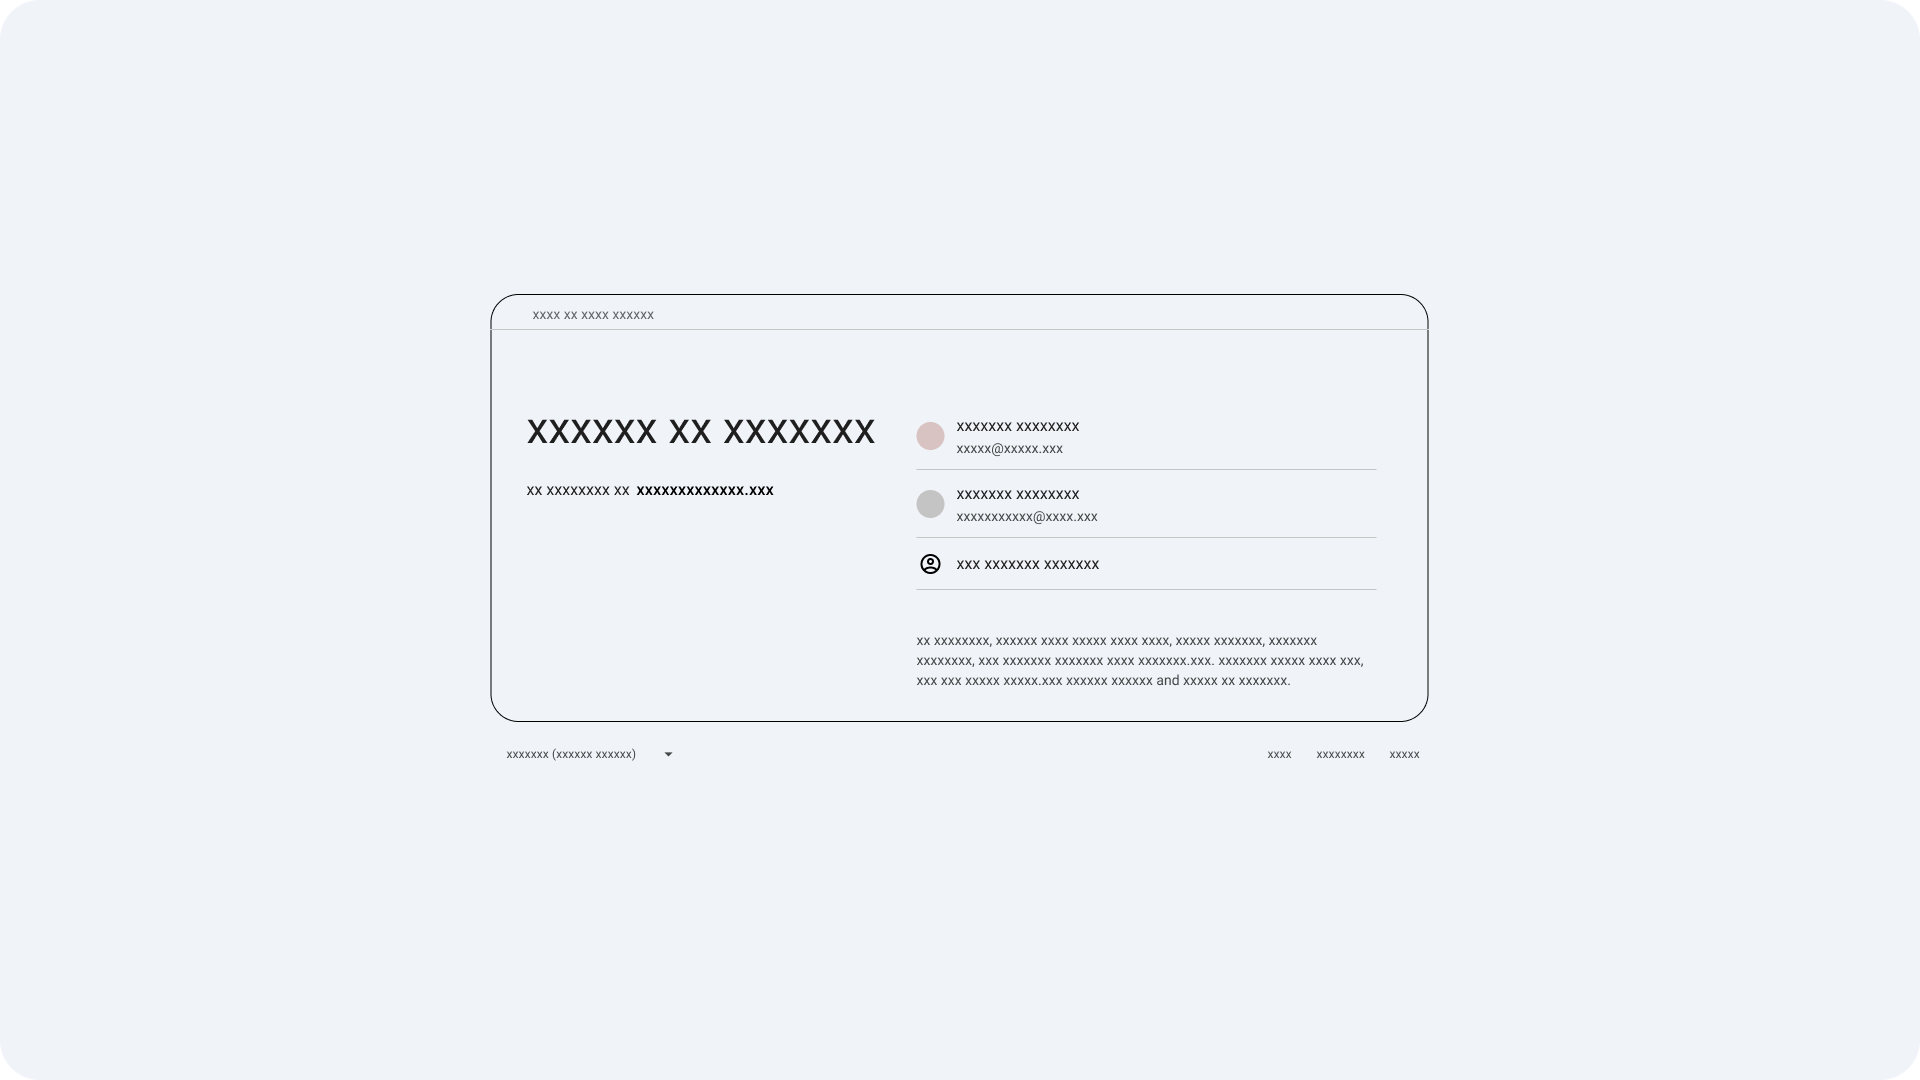 xxxx xx xxxx xxxxxx
xxxxxx xx xxxxxxx
xx xxxxxxxx xx xxxxxxxxxxxxx.xxx
xxxxxxx xxxxxxxx
xxxxx@xxxxx.xxx
xxxxxxx xxxxxxxx
xxxxxxxxxxx@xxxx.xxx
xxx xxxxxxx xxxxxxx
xx xxxxxxxx, xxxxxx xxxx xxxxx xxxx xxxx, xxxxx xxxxxxx, xxxxxxx
xxxxxxxx, xxx xxxxxxx xxxxxxx xxxx xxxxxxx.xxx. xxxxxxx xxxxx xxxx xxx,
xxx xxx xxxxx xxxxx.xxx xxxxxx xxxxxx and xxxxx xx xxxxxxx.
xxxxxxx (xxxxxx xxxxxx)
xxxx xxxxxxxx xxxxx